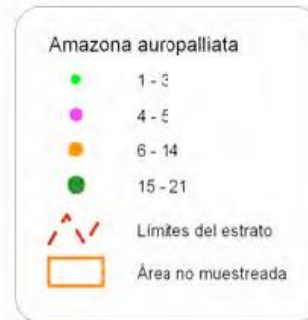 Amazona auropalliata
1 - 3
4 - 5
6 - 14
15 - 21
Límites del estrato
Área no muestreada